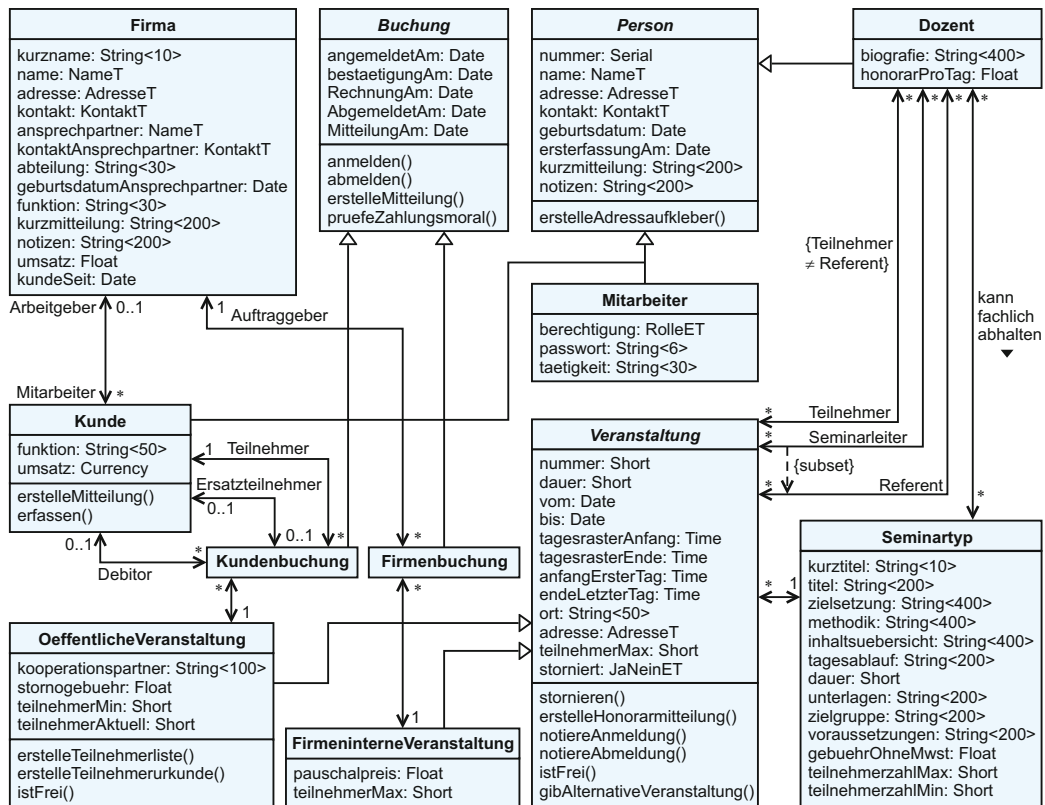 Firma
kurzname: String<10>
name: NameT
adresse: AdresseT
kontakt: KontaktT
ansprechpartner: NameT
kontaktAnsprechpartner: KontaktT
abteilung: String<30>
geburtsdatumAnsprechpartner: Date
funktion: String<30>
kurzmitteilung: String<200>
notizen: String<200>
umsatz: Float
kundeSeit: Date
Buchung
angemeldetAm: Date
bestaetigungAm: Date
RechnungAm: Date
AbgemeldetAm: Date
MitteilungAm: Date
anmelden()
abmelden()
erstelleMitteilung()
pruefeZahlungsmoral()
Person
nummer: Serial
name: NameT
adresse: AdresseT
kontakt: KontaktT
geburtsdatum: Date
ersterfassungAm: Date
kurzmitteilung: String<200>
notizen: String<200>
erstelleAdressaufkleber()
Dozent
biografie: String<400>
honorarProTag: Float
* * * *
{Teilnehmer
≠ Referent}
kann
fachlich
abhalten
Arbeitgeber 0..1
1 Auftraggeber
Mitarbeiter *
Mitarbeiter
berechtigung: RolleET
passwort: String<6>
taetigkeit: String<30>
Kunde
funktion: String<50>
umsatz: Currency
erstelleMitteilung()
erfassen()
1 Teilnehmer
Ersatzteilnehmer
0..1
0..1 *
*
0..1
Debitor
*
Kundenbuchung
Firmenbuchung
* Teilnehmer
* Seminarleiter
{subset}
* Referent
*
Veranstaltung
nummer: Short
dauer: Short
vom: Date
bis: Date
tagesrasterAnfang: Time
tagesrasterEnde: Time
anfangErsterTag: Time
endeLetzterTag: Time
ort: String<50>
adresse: AdresseT
teilnehmerMax: Short
storniert: JaNeinET
stornieren()
erstelleHonorarmitteilung()
notiereAnmeldung()
notiereAbmeldung()
istFrei()
gibAlternativeVeranstaltung()
* 1
Seminartyp
kurztitel: String<10>
titel: String<200>
zielsetzung: String<400>
methodik: String<400>
inhaltsuebersicht: String<400>
tagesablauf: String<200>
dauer: Short
unterlagen: String<200>
zielgruppe: String<200>
voraussetzungen: String<200>
gebuehrOhneMwst: Float
teilnehmerzahlMax: Short
teilnehmerzahlMin: Short
*
1
*
1
OeffentlicheVeranstaltung
kooperationspartner: String<100>
stornogebuehr: Float
teilnehmerMin: Short
teilnehmerAktuell: Short
erstelleTeilnehmerliste()
erstelleTeilnehmerurkunde()
istFrei()
FirmeninterneVeranstaltung
pauschalpreis: Float
teilnehmerMax: Short